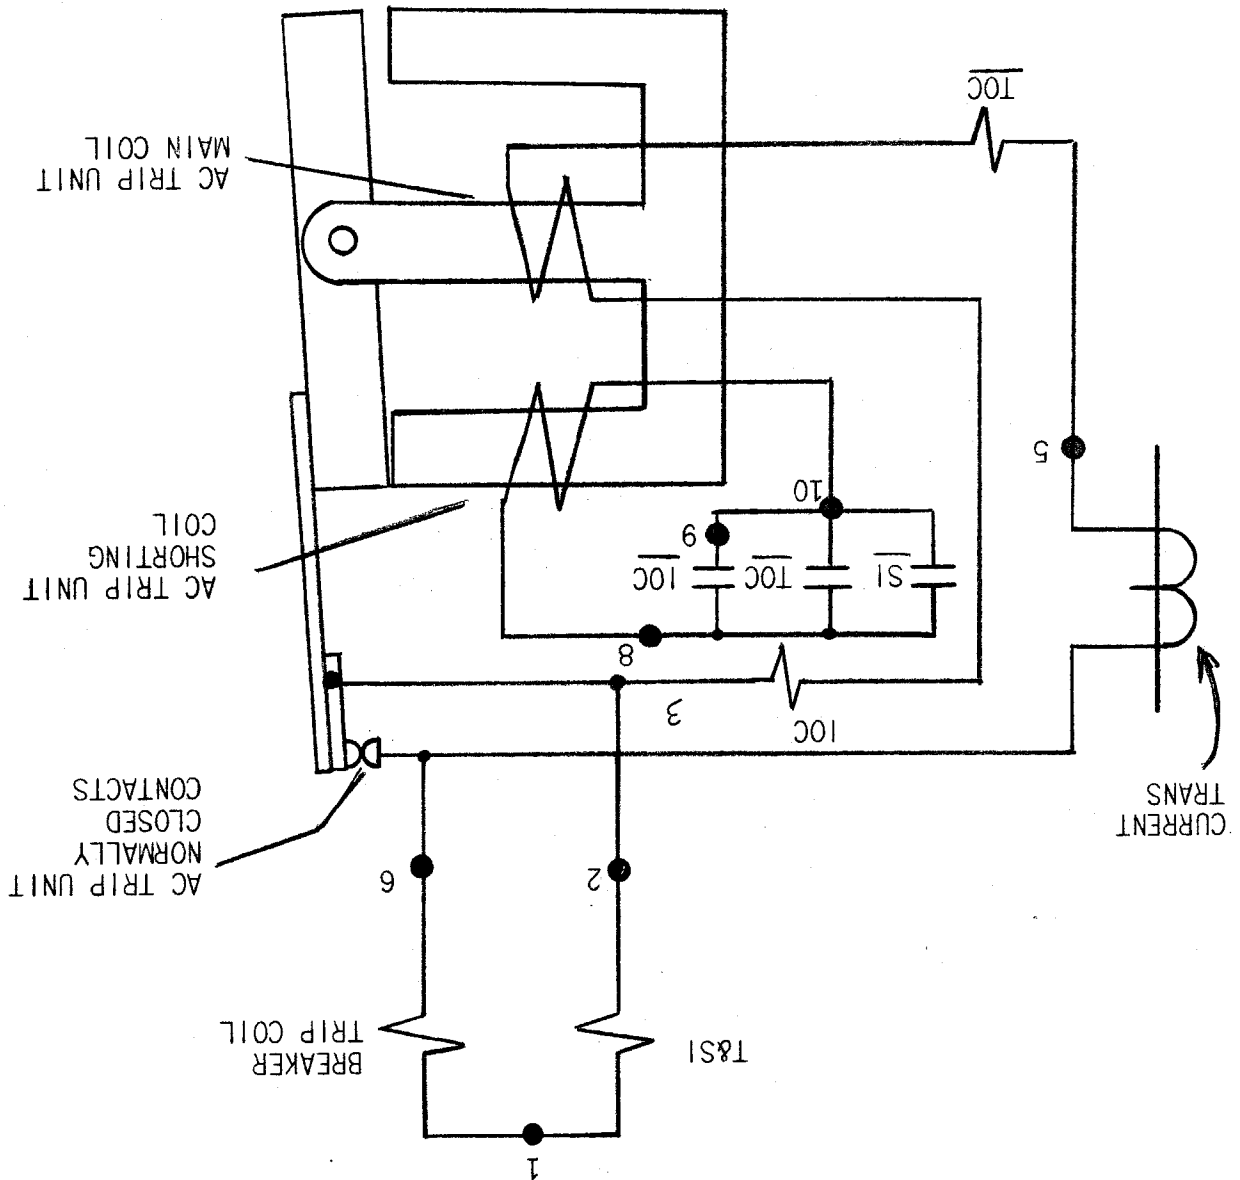 1
T&SI
BREAKER
TRIP COIL
2
6
AC TRIP UNIT
NORMALLY
CLOSED
CONTACTS
CURRENT
TRANS
IOC
3
8
SI
TOC
IOC
9
10
AC TRIP UNIT
SHORTING
COIL
5
AC TRIP UNIT
MAIN COIL
TOC